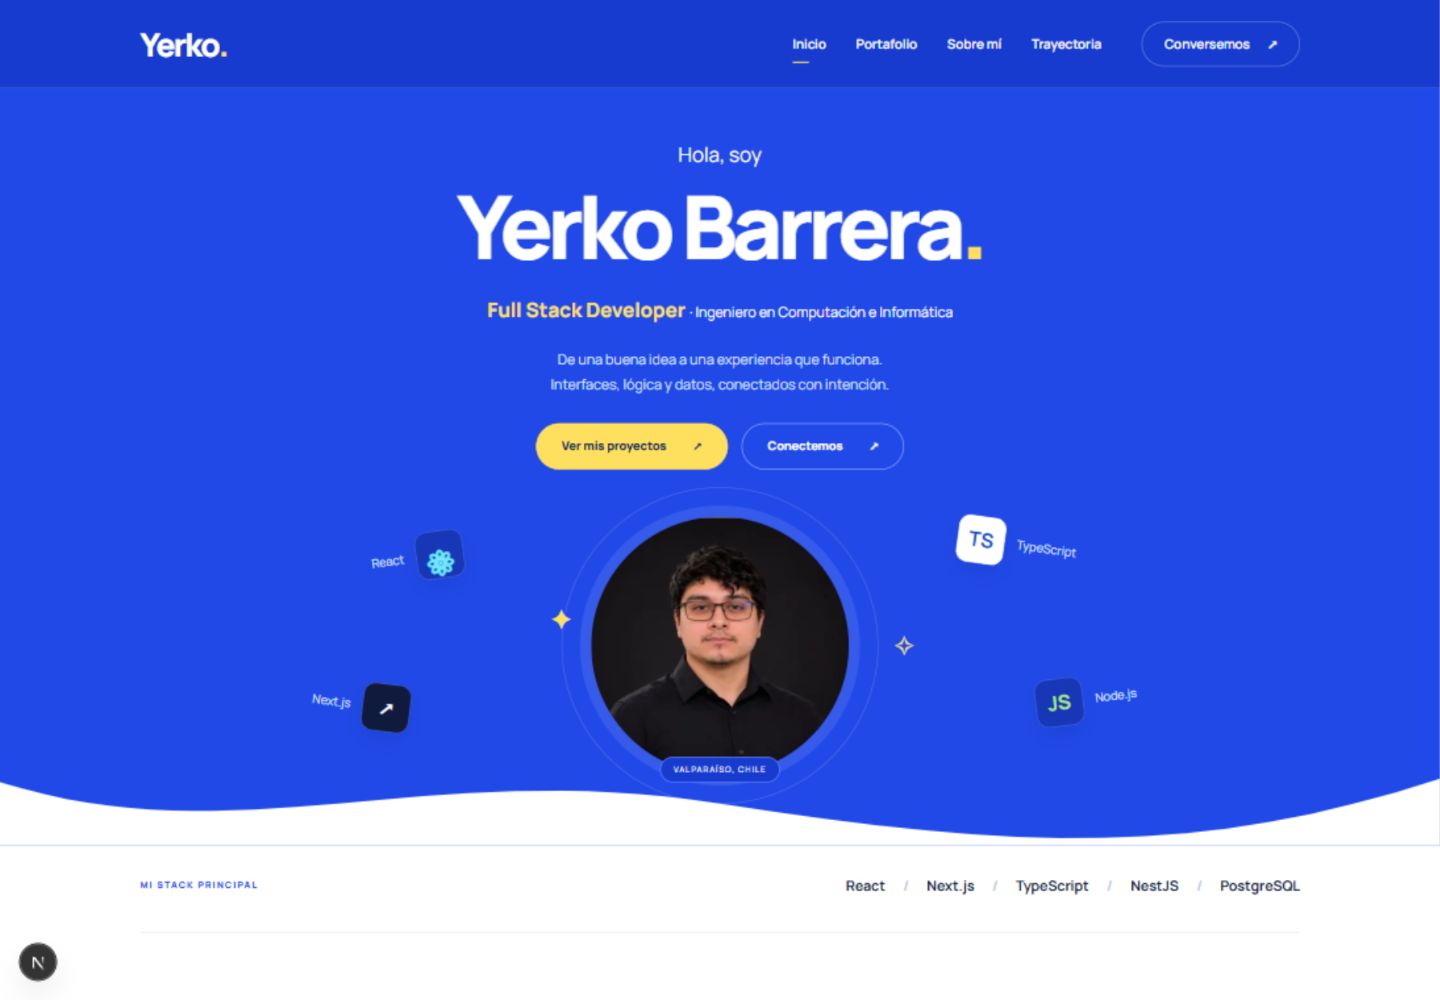 Yerko.
Inicio Portafolio Sobre mí Trayectoria Conversemos ↗
Hola, soy
Yerko Barrera.
Full Stack Developer · Ingeniero en Computación e Informática
De una buena idea a una experiencia que funciona.
Interfaces, lógica y datos, conectados con intención.
Ver mis proyectos ↗ Conectemos ↗
React
TS TypeScript
Next.js ↗
JS Node.js
VALPARAÍSO, CHILE
MI STACK PRINCIPAL
React / Next.js / TypeScript / NestJS / PostgreSQL
N